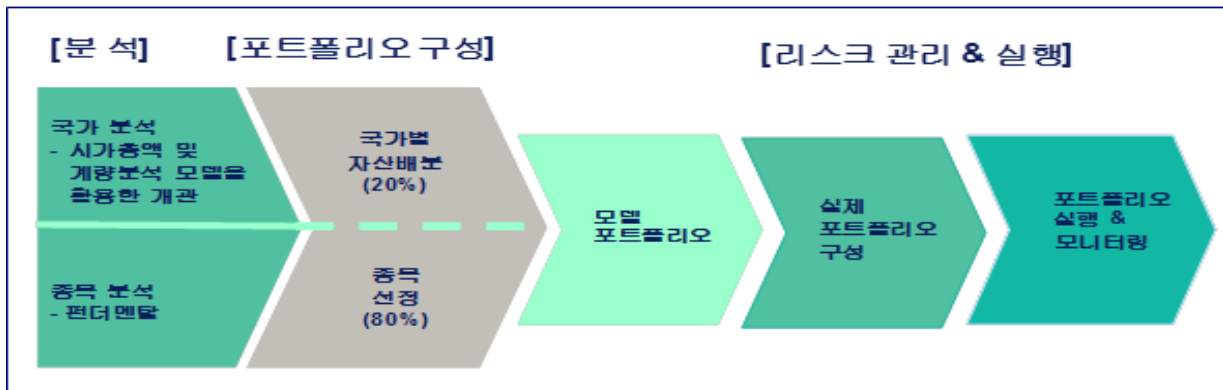 [분 석]
[포트폴리오 구성]
[리스크 관리 & 실행]
국가 분석
- 시가총액 및
계량분석 모델을
활용한 개관
종목 분석
- 펀더멘탈
국가별
자산배분
(20%)
종목
선정
(80%)
모델
포트폴리오
실제
포트폴리오
구성
포트폴리오
실행 &
모니터링